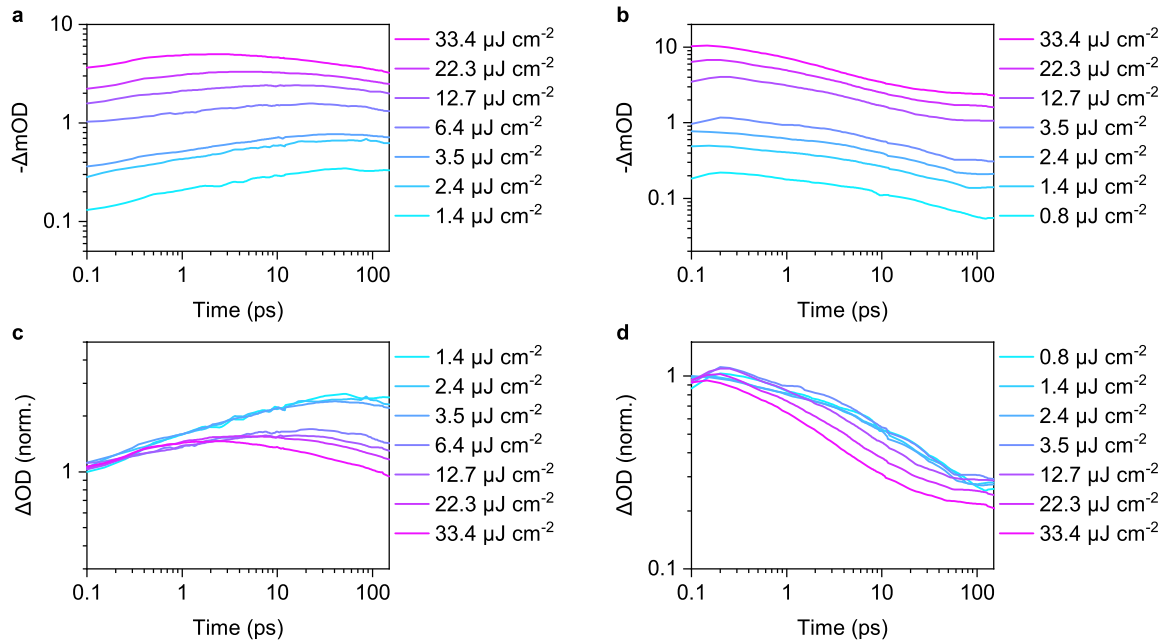 a
10
1
0.1
-ΔmOD
0.1 1 10 100
Time (ps)
33.4 µJ cm-2
22.3 µJ cm-2
12.7 µJ cm-2
6.4 µJ cm-2
3.5 µJ cm-2
2.4 µJ cm-2
1.4 µJ cm-2
b
10
1
0.1
-ΔmOD
0.1 1 10 100
Time (ps)
33.4 µJ cm-2
22.3 µJ cm-2
12.7 µJ cm-2
3.5 µJ cm-2
2.4 µJ cm-2
1.4 µJ cm-2
0.8 µJ cm-2
c
1
ΔOD (norm.)
0.1 1 10 100
Time (ps)
1.4 µJ cm-2
2.4 µJ cm-2
3.5 µJ cm-2
6.4 µJ cm-2
12.7 µJ cm-2
22.3 µJ cm-2
33.4 µJ cm-2
d
1
0.1
ΔOD (norm.)
0.1 1 10 100
Time (ps)
0.8 µJ cm-2
1.4 µJ cm-2
2.4 µJ cm-2
3.5 µJ cm-2
12.7 µJ cm-2
22.3 µJ cm-2
33.4 µJ cm-2